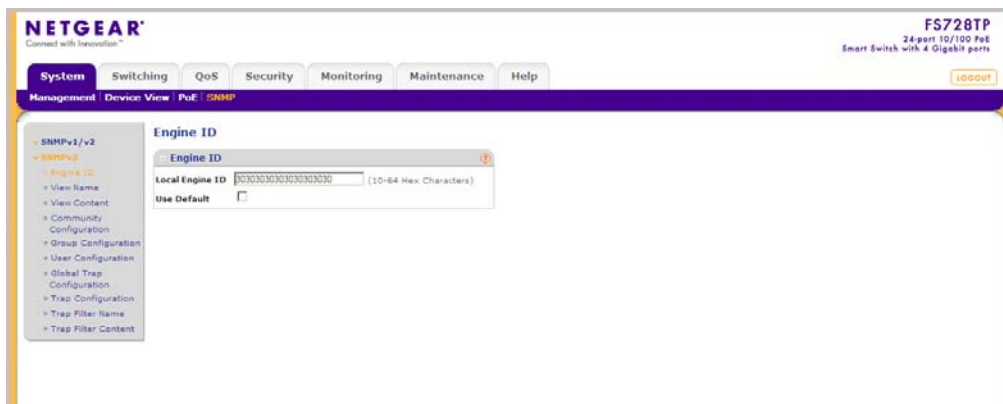 NETGEAR
Connect with Innovation™
FS728TP
24-port 10/100 PoE
Smart Switch with 4 Gigabit ports
System Switching QoS Security Monitoring Maintenance Help LOGOUT
Management Device View PoE SNMP
SNMPv1/v2
SNMPv3
Engine ID
View Name
View Content
Community
Configuration
Group Configuration
User Configuration
Global Trap
Configuration
Trap Configuration
Trap Filter Name
Trap Filter Content
Engine ID
Engine ID
Local Engine ID (10-64 Hex Characters)
Use Default